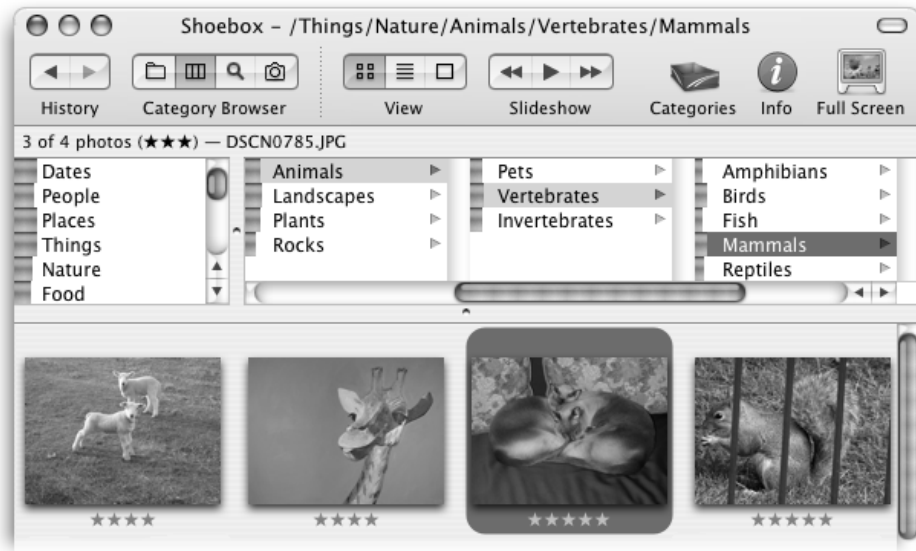 Shoebox – /Things/Nature/Animals/Vertebrates/Mammals
History Category Browser View Slideshow Categories Info Full Screen
3 of 4 photos (★★★) — DSCN0785.JPG
Dates
People
Places
Things
Nature
Food
Animals
Landscapes
Plants
Rocks
Pets
Vertebrates
Invertebrates
Amphibians
Birds
Fish
Mammals
Reptiles
★★★★ ★★★★ ★★★★★ ★★★★★